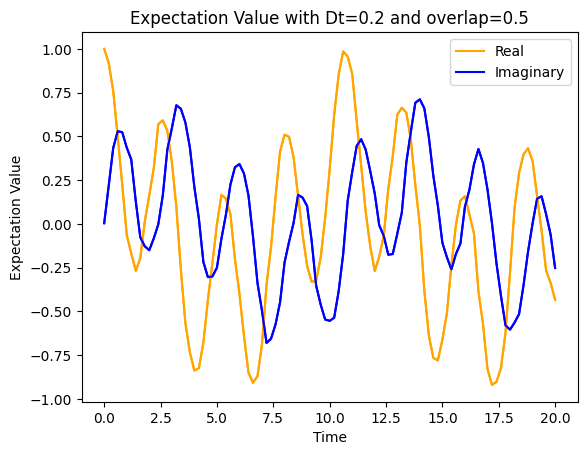 Expectation Value with Dt=0.2 and overlap=0.5
Real
Imaginary
Expectation Value
1.00
0.75
0.50
0.25
0.00
−0.25
−0.50
−0.75
−1.00
0.0 2.5 5.0 7.5 10.0 12.5 15.0 17.5 20.0
Time